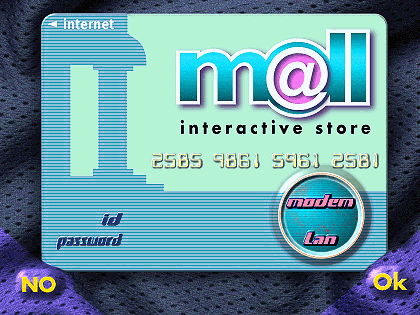 ◄ internet
m@ll
interactive store
2585 9861 5961 2581
modem
id
password
Lan
NO
Ok